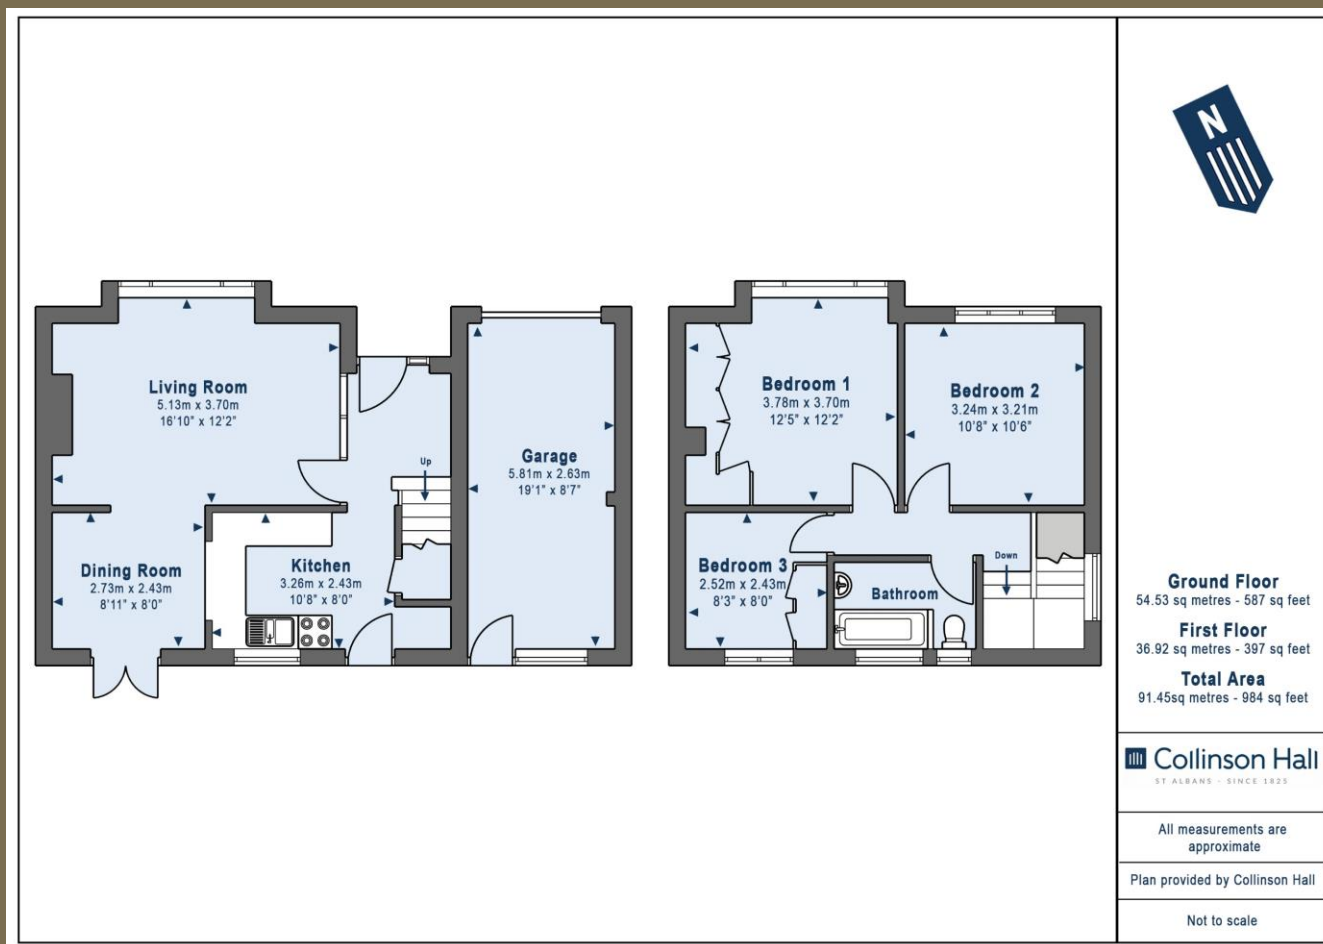 Living Room
5.13m x 3.70m
16'10" x 12'2"
Up
Garage
5.81m x 2.63m
19'1" x 8'7"
Dining Room
2.73m x 2.43m
8'11" x 8'0"
Kitchen
3.26m x 2.43m
10'8" x 8'0"
Bedroom 1
3.78m x 3.70m
12'5" x 12'2"
Bedroom 2
3.24m x 3.21m
10'8" x 10'6"
Bedroom 3
2.52m x 2.43m
8'3" x 8'0"
Bathroom
Down
N
Ground Floor
54.53 sq metres - 587 sq feet
First Floor
36.92 sq metres - 397 sq feet
Total Area
91.45sq metres - 984 sq feet
Collinson Hall
ST ALBANS - SINCE 1825
All measurements are
approximate
Plan provided by Collinson Hall
Not to scale